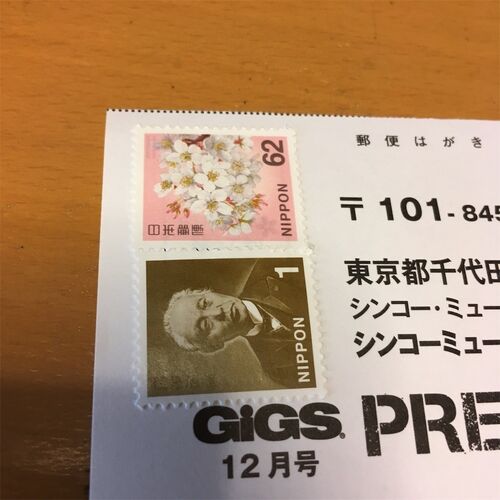 郵便はがき
62
NIPPON
日本郵便
〒101-845
1
NIPPON
東京都千代田
シンコー・ミュー
シンコーミュー
GiGS. PRE
12月号